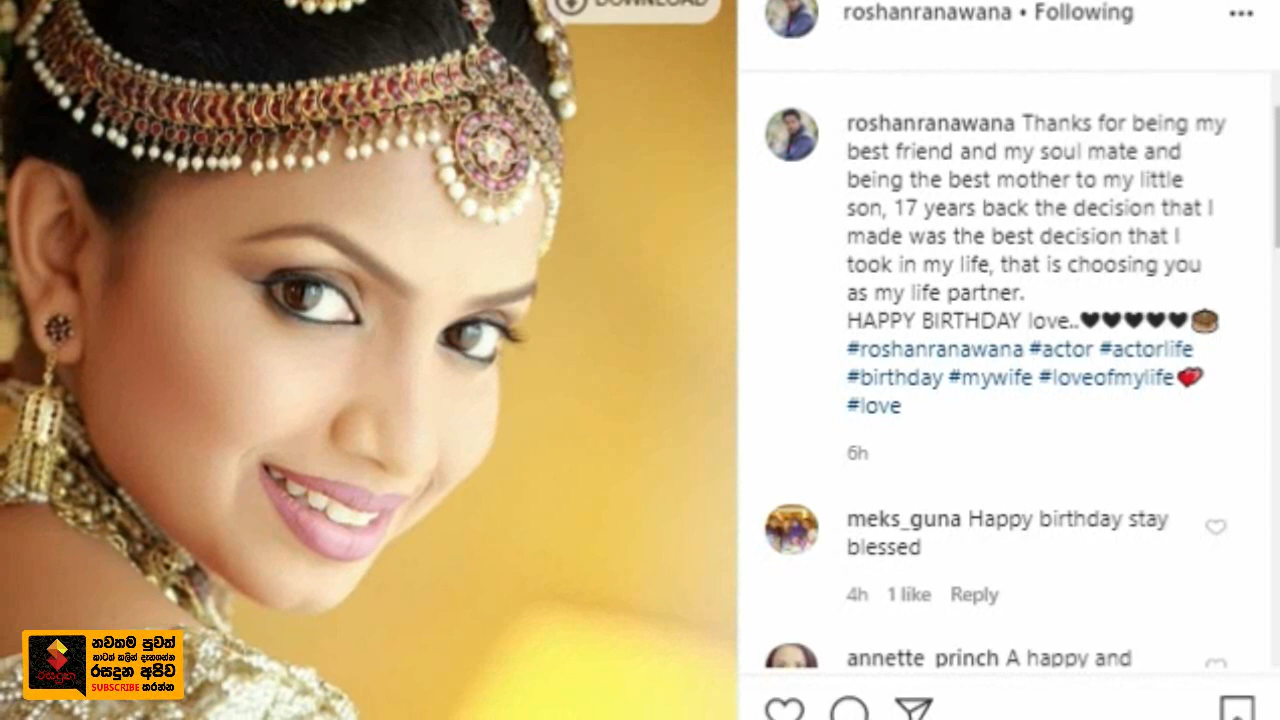 DOWNLOAD
roshanranawana • Following
roshanranawana Thanks for being my
best friend and my soul mate and
being the best mother to my little
son, 17 years back the decision that I
made was the best decision that I
took in my life, that is choosing you
as my life partner.
HAPPY BIRTHDAY love..🖤🖤🖤🖤🖤🎂
#roshanranawana #actor #actorlife
#birthday #mywife #loveofmylife💕
#love
6h
meks_guna Happy birthday stay
blessed
4h 1 like Reply
annette_princh A happy and
රසදුන
නවතම පුවත්
කාටත් කලින් දැනගන්න
රසදුන අපිව
SUBSCRIBE කරන්න